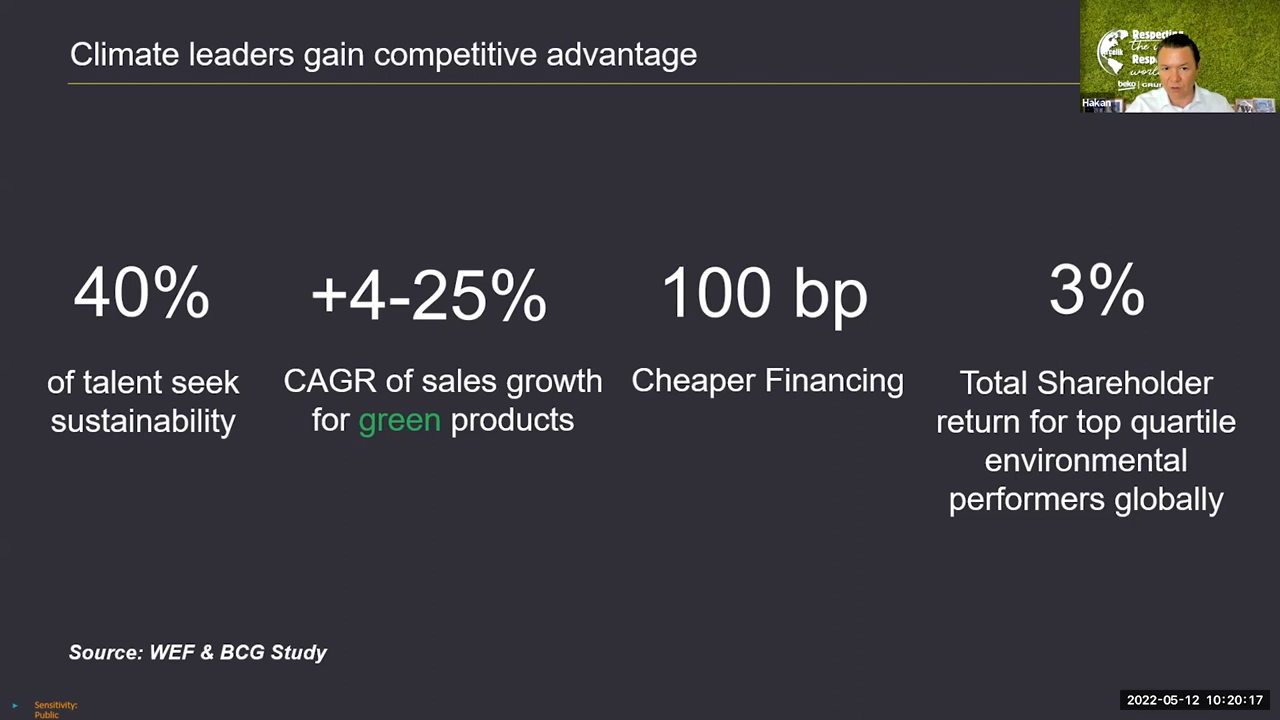 Climate leaders gain competitive advantage
Respecting
Hakan
beko
40%
of talent seek
sustainability
+4-25%
CAGR of sales growth
for green products
100 bp
Cheaper Financing
3%
Total Shareholder
return for top quartile
environmental
performers globally
Source: WEF & BCG Study
Sensitivity:
Public
2022-05-12 10:20:17